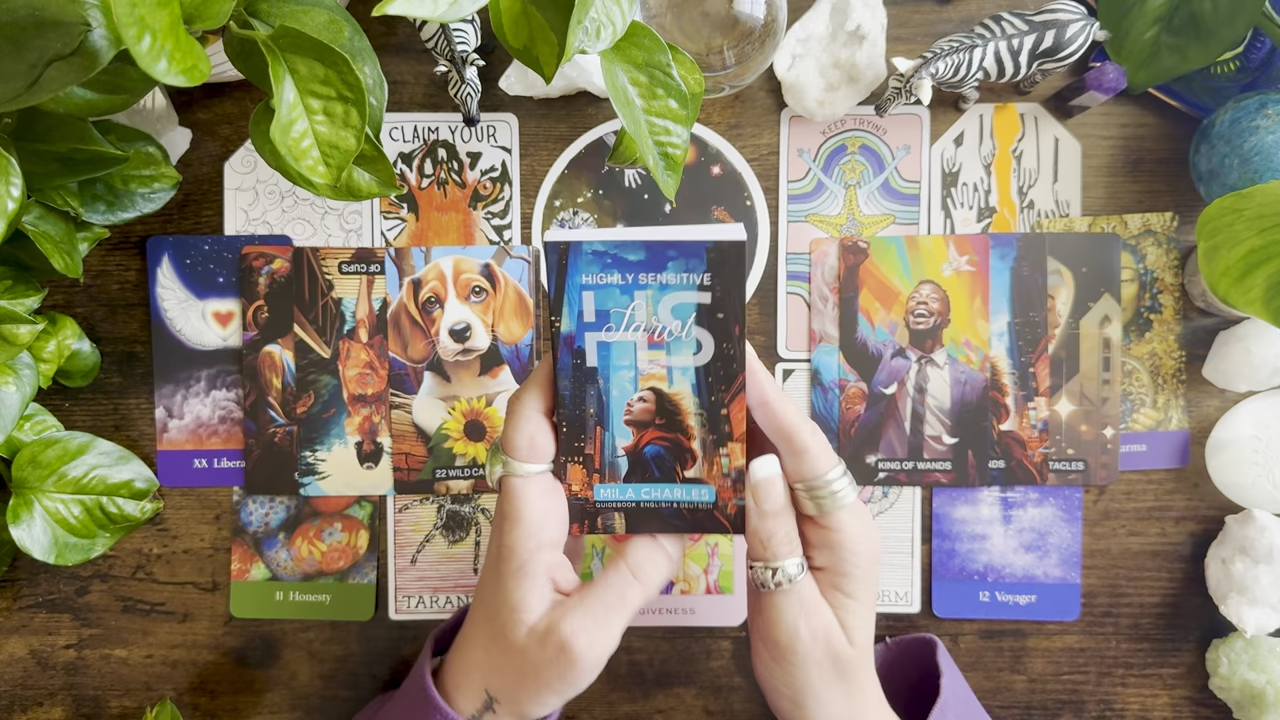 CLAIM YOUR
KEEP TRYING
OF CUPS
HIGHLY SENSITIVE
HS
Tarot
22 WILD CA
KING OF WANDS
NDS
TACLES
arma
XX Libera
MILA CHARLES
GUIDEBOOK ENGLISH & DEUTSCH
II Honesty
TARAN
GIVENESS
ORM
12 Voyager